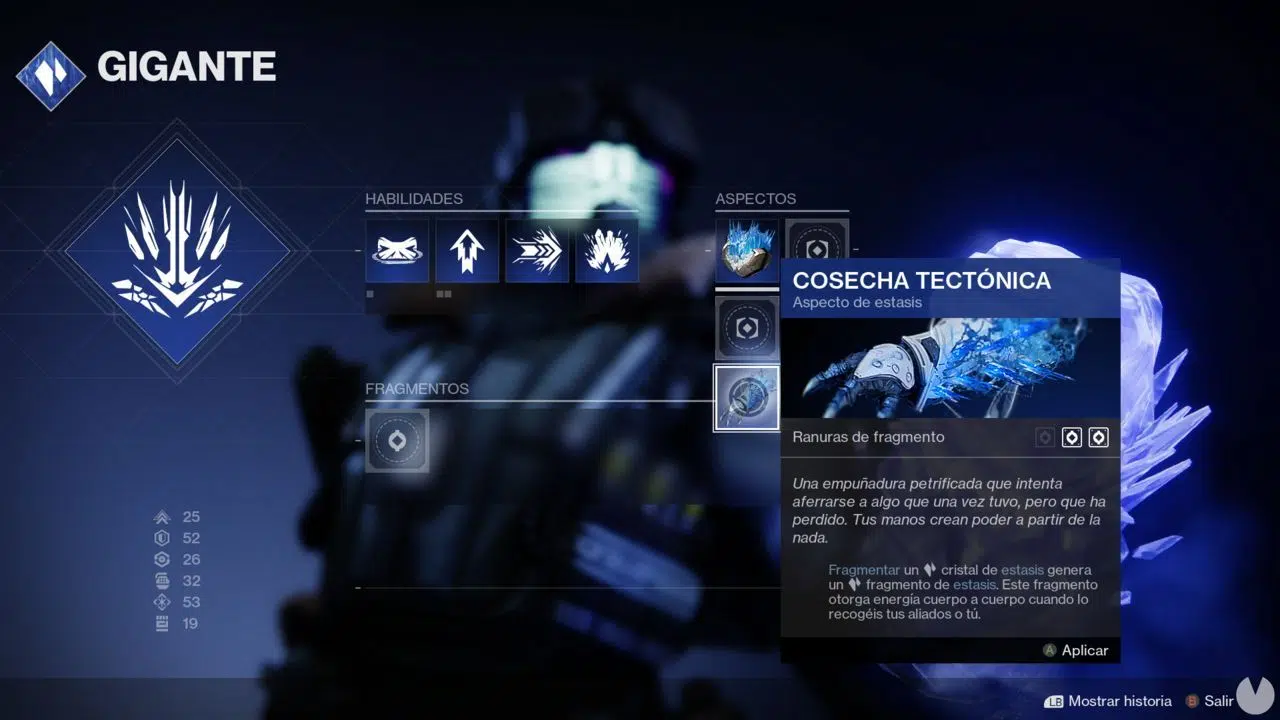 GIGANTE
HABILIDADES
ASPECTOS
COSECHA TECTÓNICA
Aspecto de estasis
FRAGMENTOS
Ranuras de fragmento
Una empuñadura petrificada que intenta
aferrarse a algo que una vez tuvo, pero que ha
perdido. Tus manos crean poder a partir de la
nada.
Fragmentar un cristal de estasis genera
un fragmento de estasis. Este fragmento
otorga energía cuerpo a cuerpo cuando lo
recogéis tus aliados o tú.
25
52
26
32
53
19
A Aplicar
LB Mostrar historia B Salir